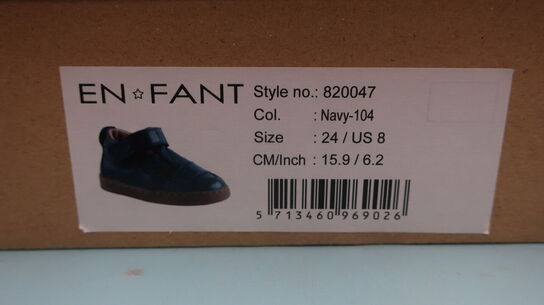 EN☆FANT
Style no.: 820047
Col. : Navy-104
Size : 24 / US 8
CM/Inch : 15.9 / 6.2
5 713460 969026